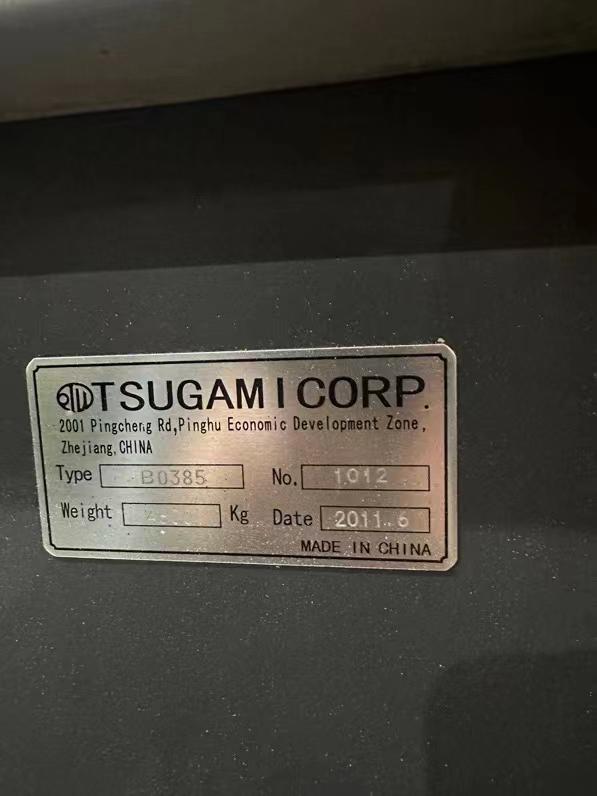 TSUGAMI CORP.
2001 Pingcheng Rd,Pinghu Economic Development Zone,
Zhejiang,CHINA
Type B0385 No. 1012
Weight Kg Date 2011.6
MADE IN CHINA